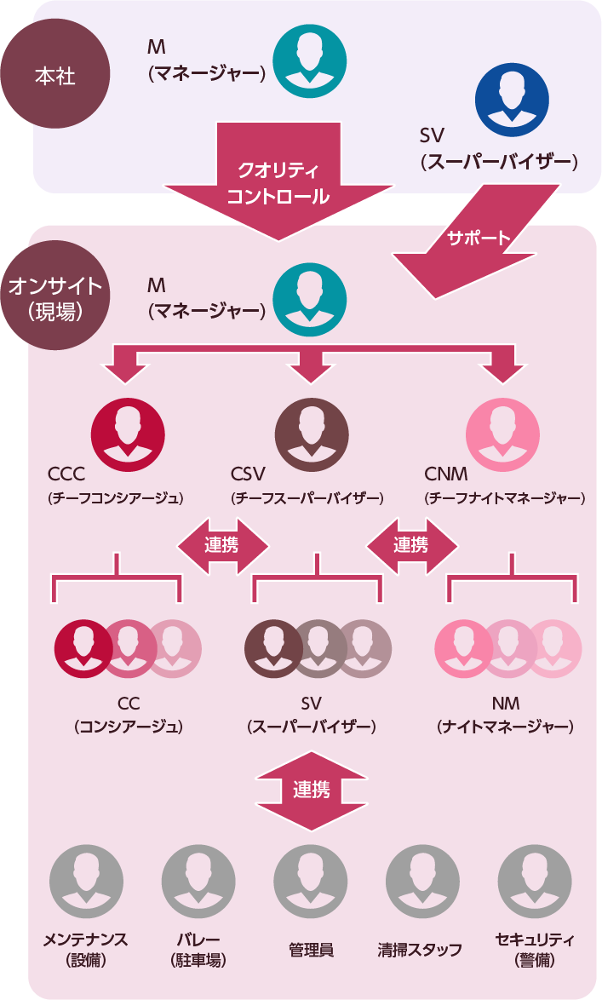 本社
M
(マネージャー)
SV
(スーパーバイザー)
クオリティ
コントロール
サポート
オンサイト
(現場)
M
(マネージャー)
CCC
(チーフコンシアージュ)
CSV
(チーフスーパーバイザー)
CNM
(チーフナイトマネージャー)
連携
連携
CC
(コンシアージュ)
SV
(スーパーバイザー)
NM
(ナイトマネージャー)
連携
メンテナンス
(設備)
バレー
(駐車場)
管理員
清掃スタッフ
セキュリティ
(警備)